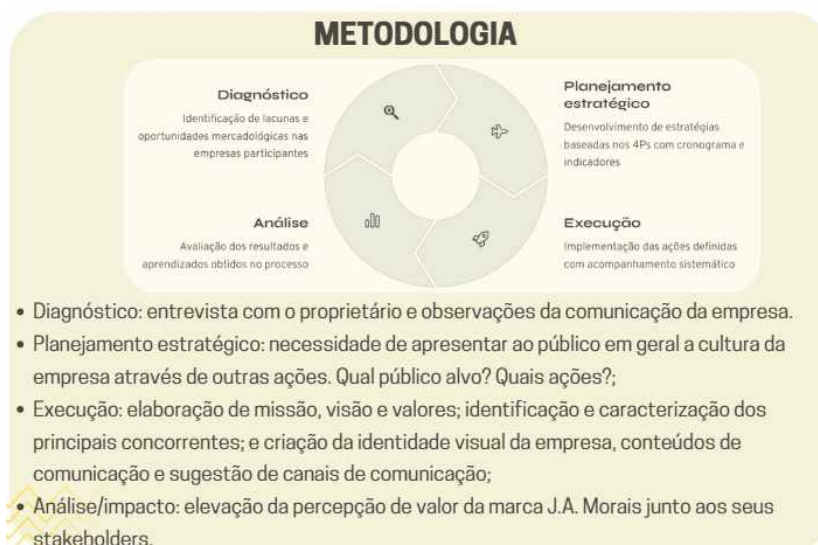 METODOLOGIA
Diagnóstico
Identificação de lacunas e
oportunidades mercadológicas nas
empresas participantes
Planejamento
estratégico
Desenvolvimento de estratégias
baseadas nos 4Ps com cronograma e
indicadores
Análise
Avaliação dos resultados e
aprendizados obtidos no processo
Execução
Implementação das ações definidas
com acompanhamento sistemático
• Diagnóstico: entrevista com o proprietário e observações da comunicação da empresa.
• Planejamento estratégico: necessidade de apresentar ao público em geral a cultura da
empresa através de outras ações. Qual público alvo? Quais ações?;
• Execução: elaboração de missão, visão e valores; identificação e caracterização dos
principais concorrentes; e criação da identidade visual da empresa, conteúdos de
comunicação e sugestão de canais de comunicação;
• Análise/impacto: elevação da percepção de valor da marca J.A. Morais junto aos seus
stakeholders.